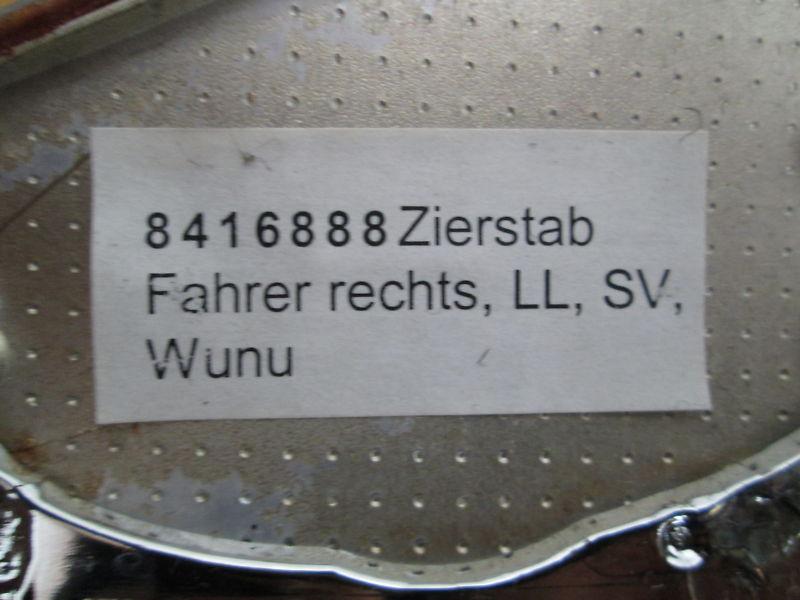 8416888 Zierstab
Fahrer rechts, LL, SV,
Wunu